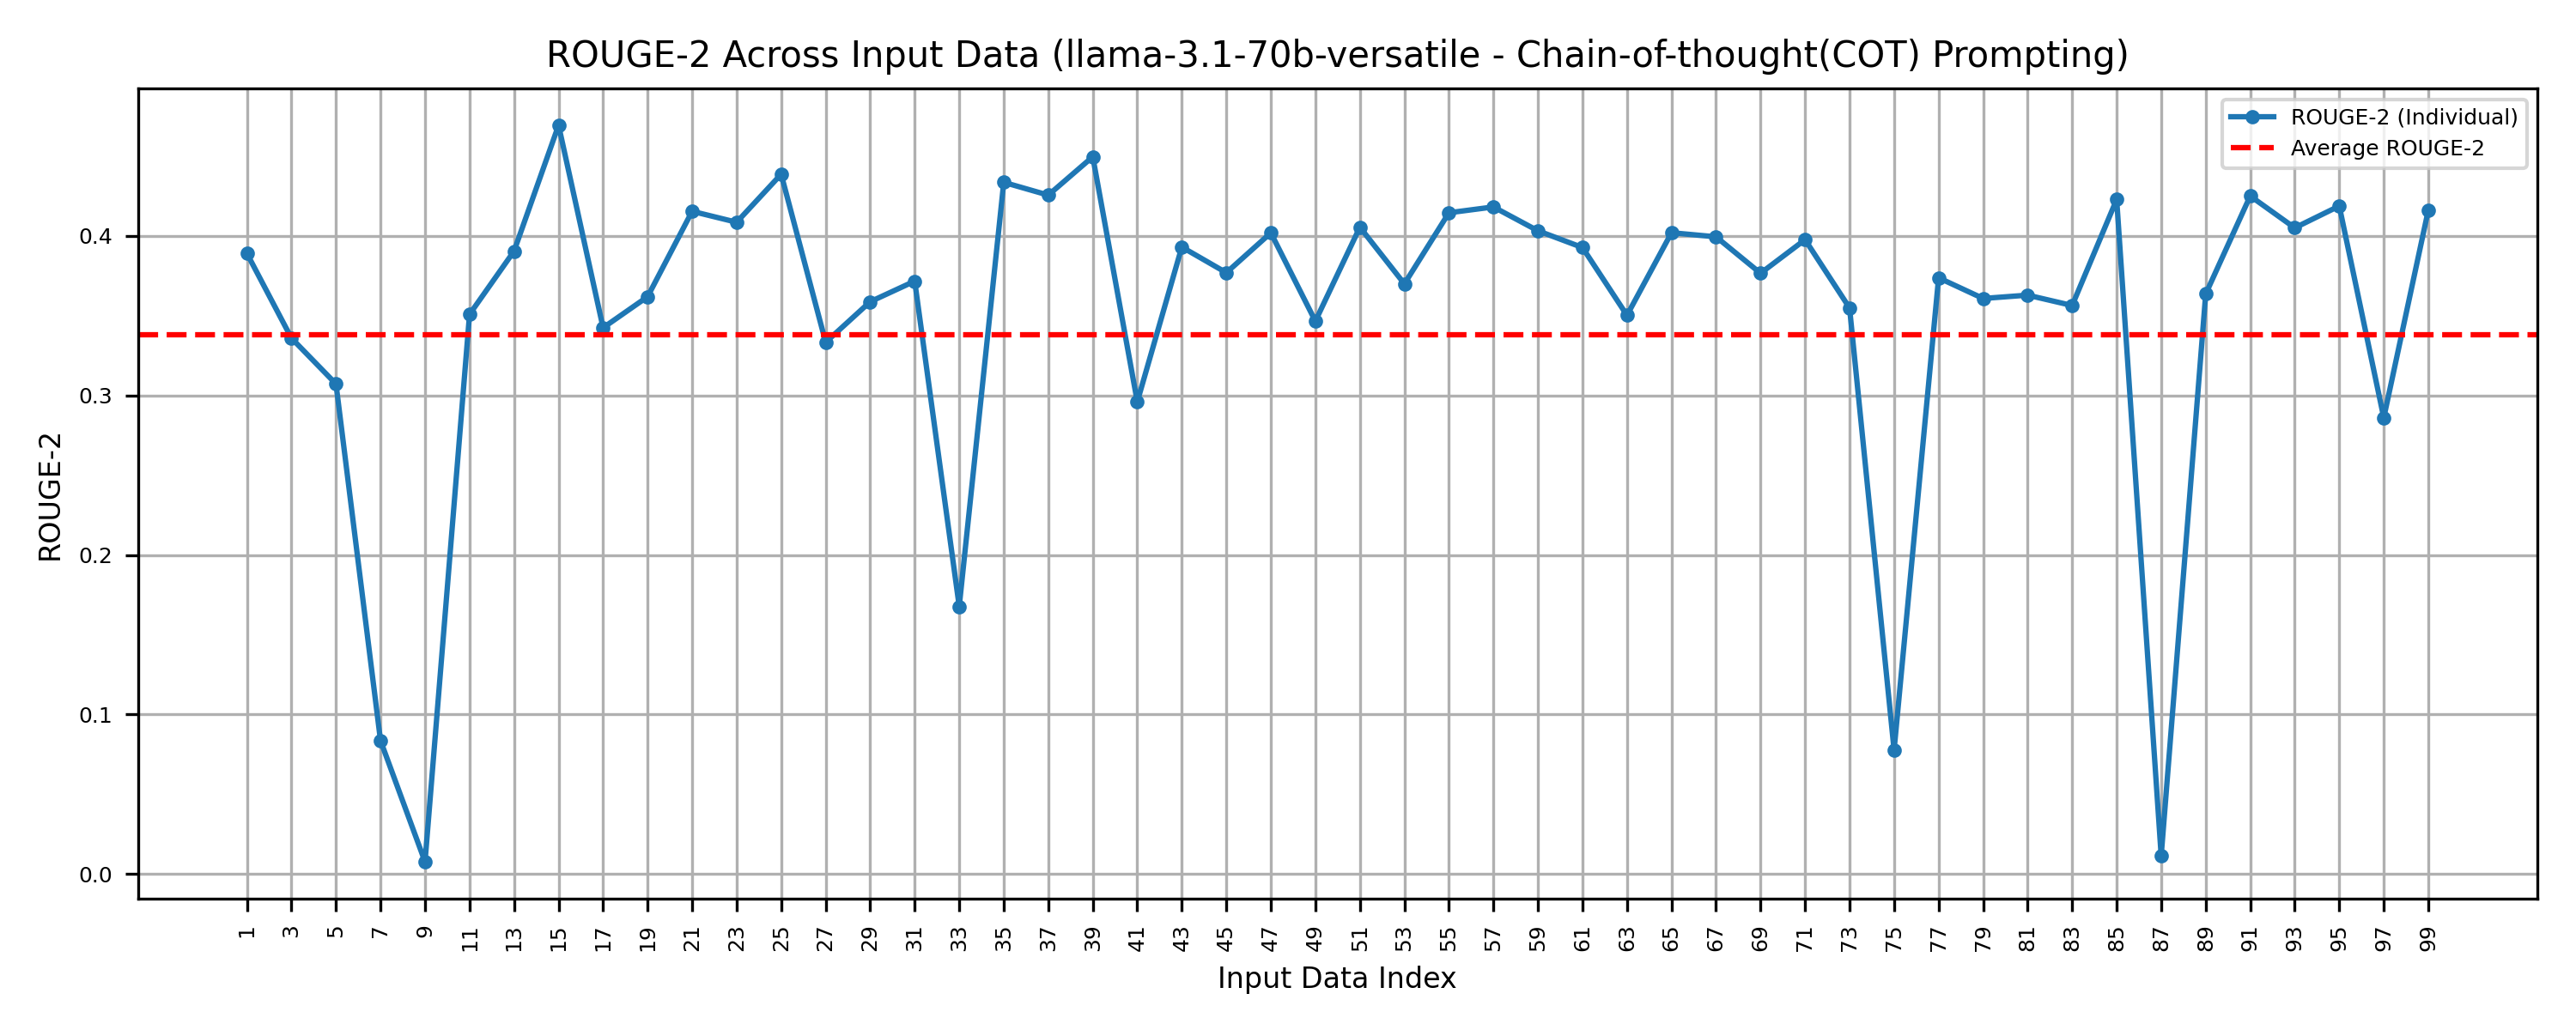 ROUGE-2 Across Input Data (llama-3.1-70b-versatile - Chain-of-thought(COT) Prompting)
ROUGE-2 (Individual)
Average ROUGE-2
ROUGE-2
0.4
0.3
0.2
0.1
0.0
1 3 5 7 9 11 13 15 17 19 21 23 25 27 29 31 33 35 37 39 41 43 45 47 49 51 53 55 57 59 61 63 65 67 69 71 73 75 77 79 81 83 85 87 89 91 93 95 97 99
Input Data Index